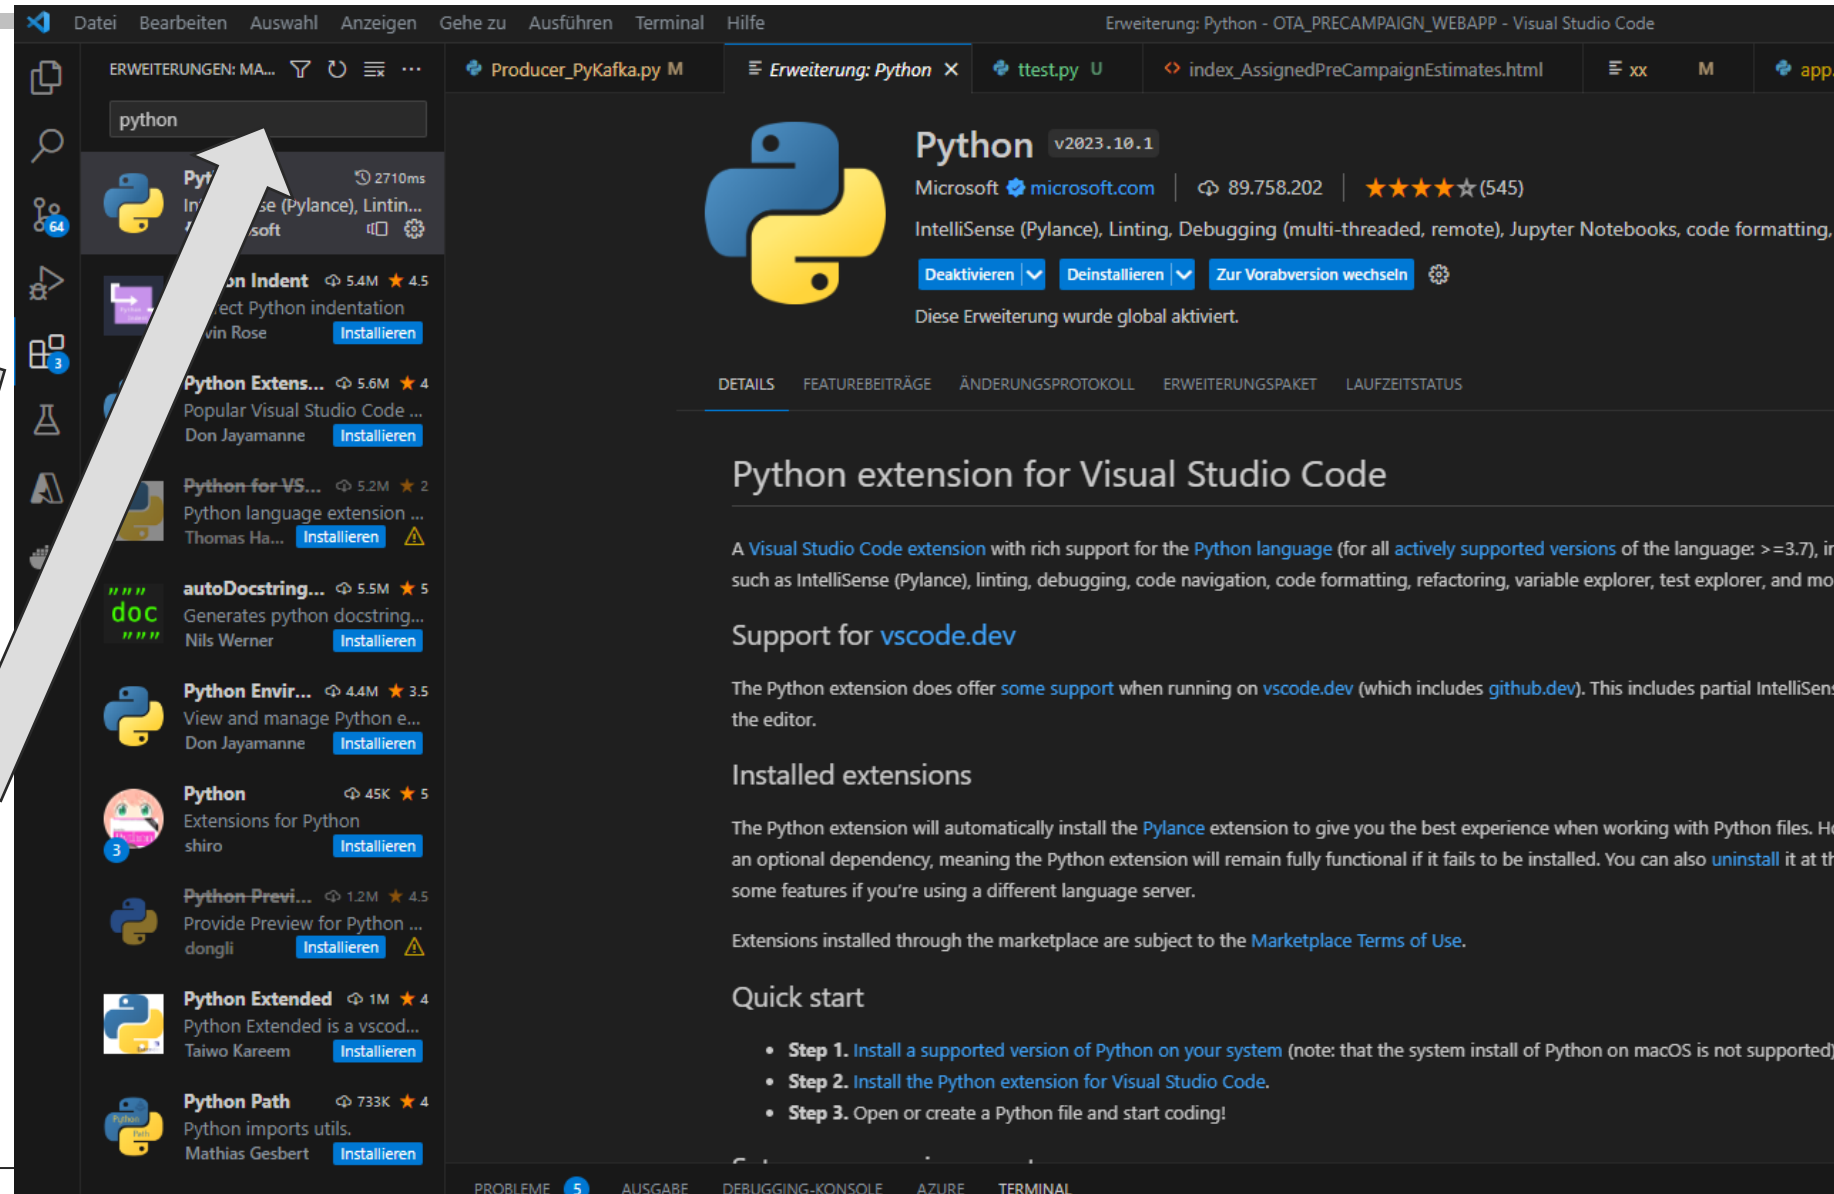 Datei Bearbeiten Auswahl Anzeigen Gehe zu Ausführen Terminal Hilfe
Erweiterung: Python - OTA_PRECAMPAIGN_WEBAPP - Visual Studio Code
ERWEITERUNGEN: MA...
python
2710ms
(Pylance), Lintin...
64
Indent 5.4M 4.5
Python indentation
Rose Installieren
3
Python Extens... 5.6M 4
Popular Visual Studio Code ...
Don Jayamanne Installieren
Python for VS... 5.2M 2
Python language extension ...
Thomas Ha... Installieren
""" 
doc
"""
autoDocstring... 5.5M 5
Generates python docstring...
Nils Werner Installieren
Python Envir... 4.4M 3.5
View and manage Python e...
Don Jayamanne Installieren
Python 45K 5
Extensions for Python
shiro Installieren
3
Python Previ... 1.2M 4.5
Provide Preview for Python ...
dongli Installieren
Python Extended 1M 4
Python Extended is a vscod...
Taiwo Kareem Installieren
Python Path 733K 4
Python imports utils.
Mathias Gesbert Installieren
Producer_PyKafka.py M
Erweiterung: Python
ttest.py U
index_AssignedPreCampaignEstimates.html
xx M
app.
Python v2023.10.1
Microsoft microsoft.com 89.758.202 (545)
IntelliSense (Pylance), Linting, Debugging (multi-threaded, remote), Jupyter Notebooks, code formatting,
Deaktivieren Deinstallieren Zur Vorabversion wechseln
Diese Erweiterung wurde global aktiviert.
DETAILS FEATUREBEITRÄGE ÄNDERUNGSPROTOKOLL ERWEITERUNGSPAKET LAUFZEITSTATUS
Python extension for Visual Studio Code
A Visual Studio Code extension with rich support for the Python language (for all actively supported versions of the language: >=3.7), in
such as IntelliSense (Pylance), linting, debugging, code navigation, code formatting, refactoring, variable explorer, test explorer, and mo
Support for vscode.dev
The Python extension does offer some support when running on vscode.dev (which includes github.dev). This includes partial IntelliSens
the editor.
Installed extensions
The Python extension will automatically install the Pylance extension to give you the best experience when working with Python files. Ho
an optional dependency, meaning the Python extension will remain fully functional if it fails to be installed. You can also uninstall it at th
some features if you're using a different language server.
Extensions installed through the marketplace are subject to the Marketplace Terms of Use.
Quick start
• Step 1. Install a supported version of Python on your system (note: that the system install of Python on macOS is not supported)
• Step 2. Install the Python extension for Visual Studio Code.
• Step 3. Open or create a Python file and start coding!
PROBLEME 5 AUSGABE DEBUGGING-KONSOLE AZURE TERMINAL